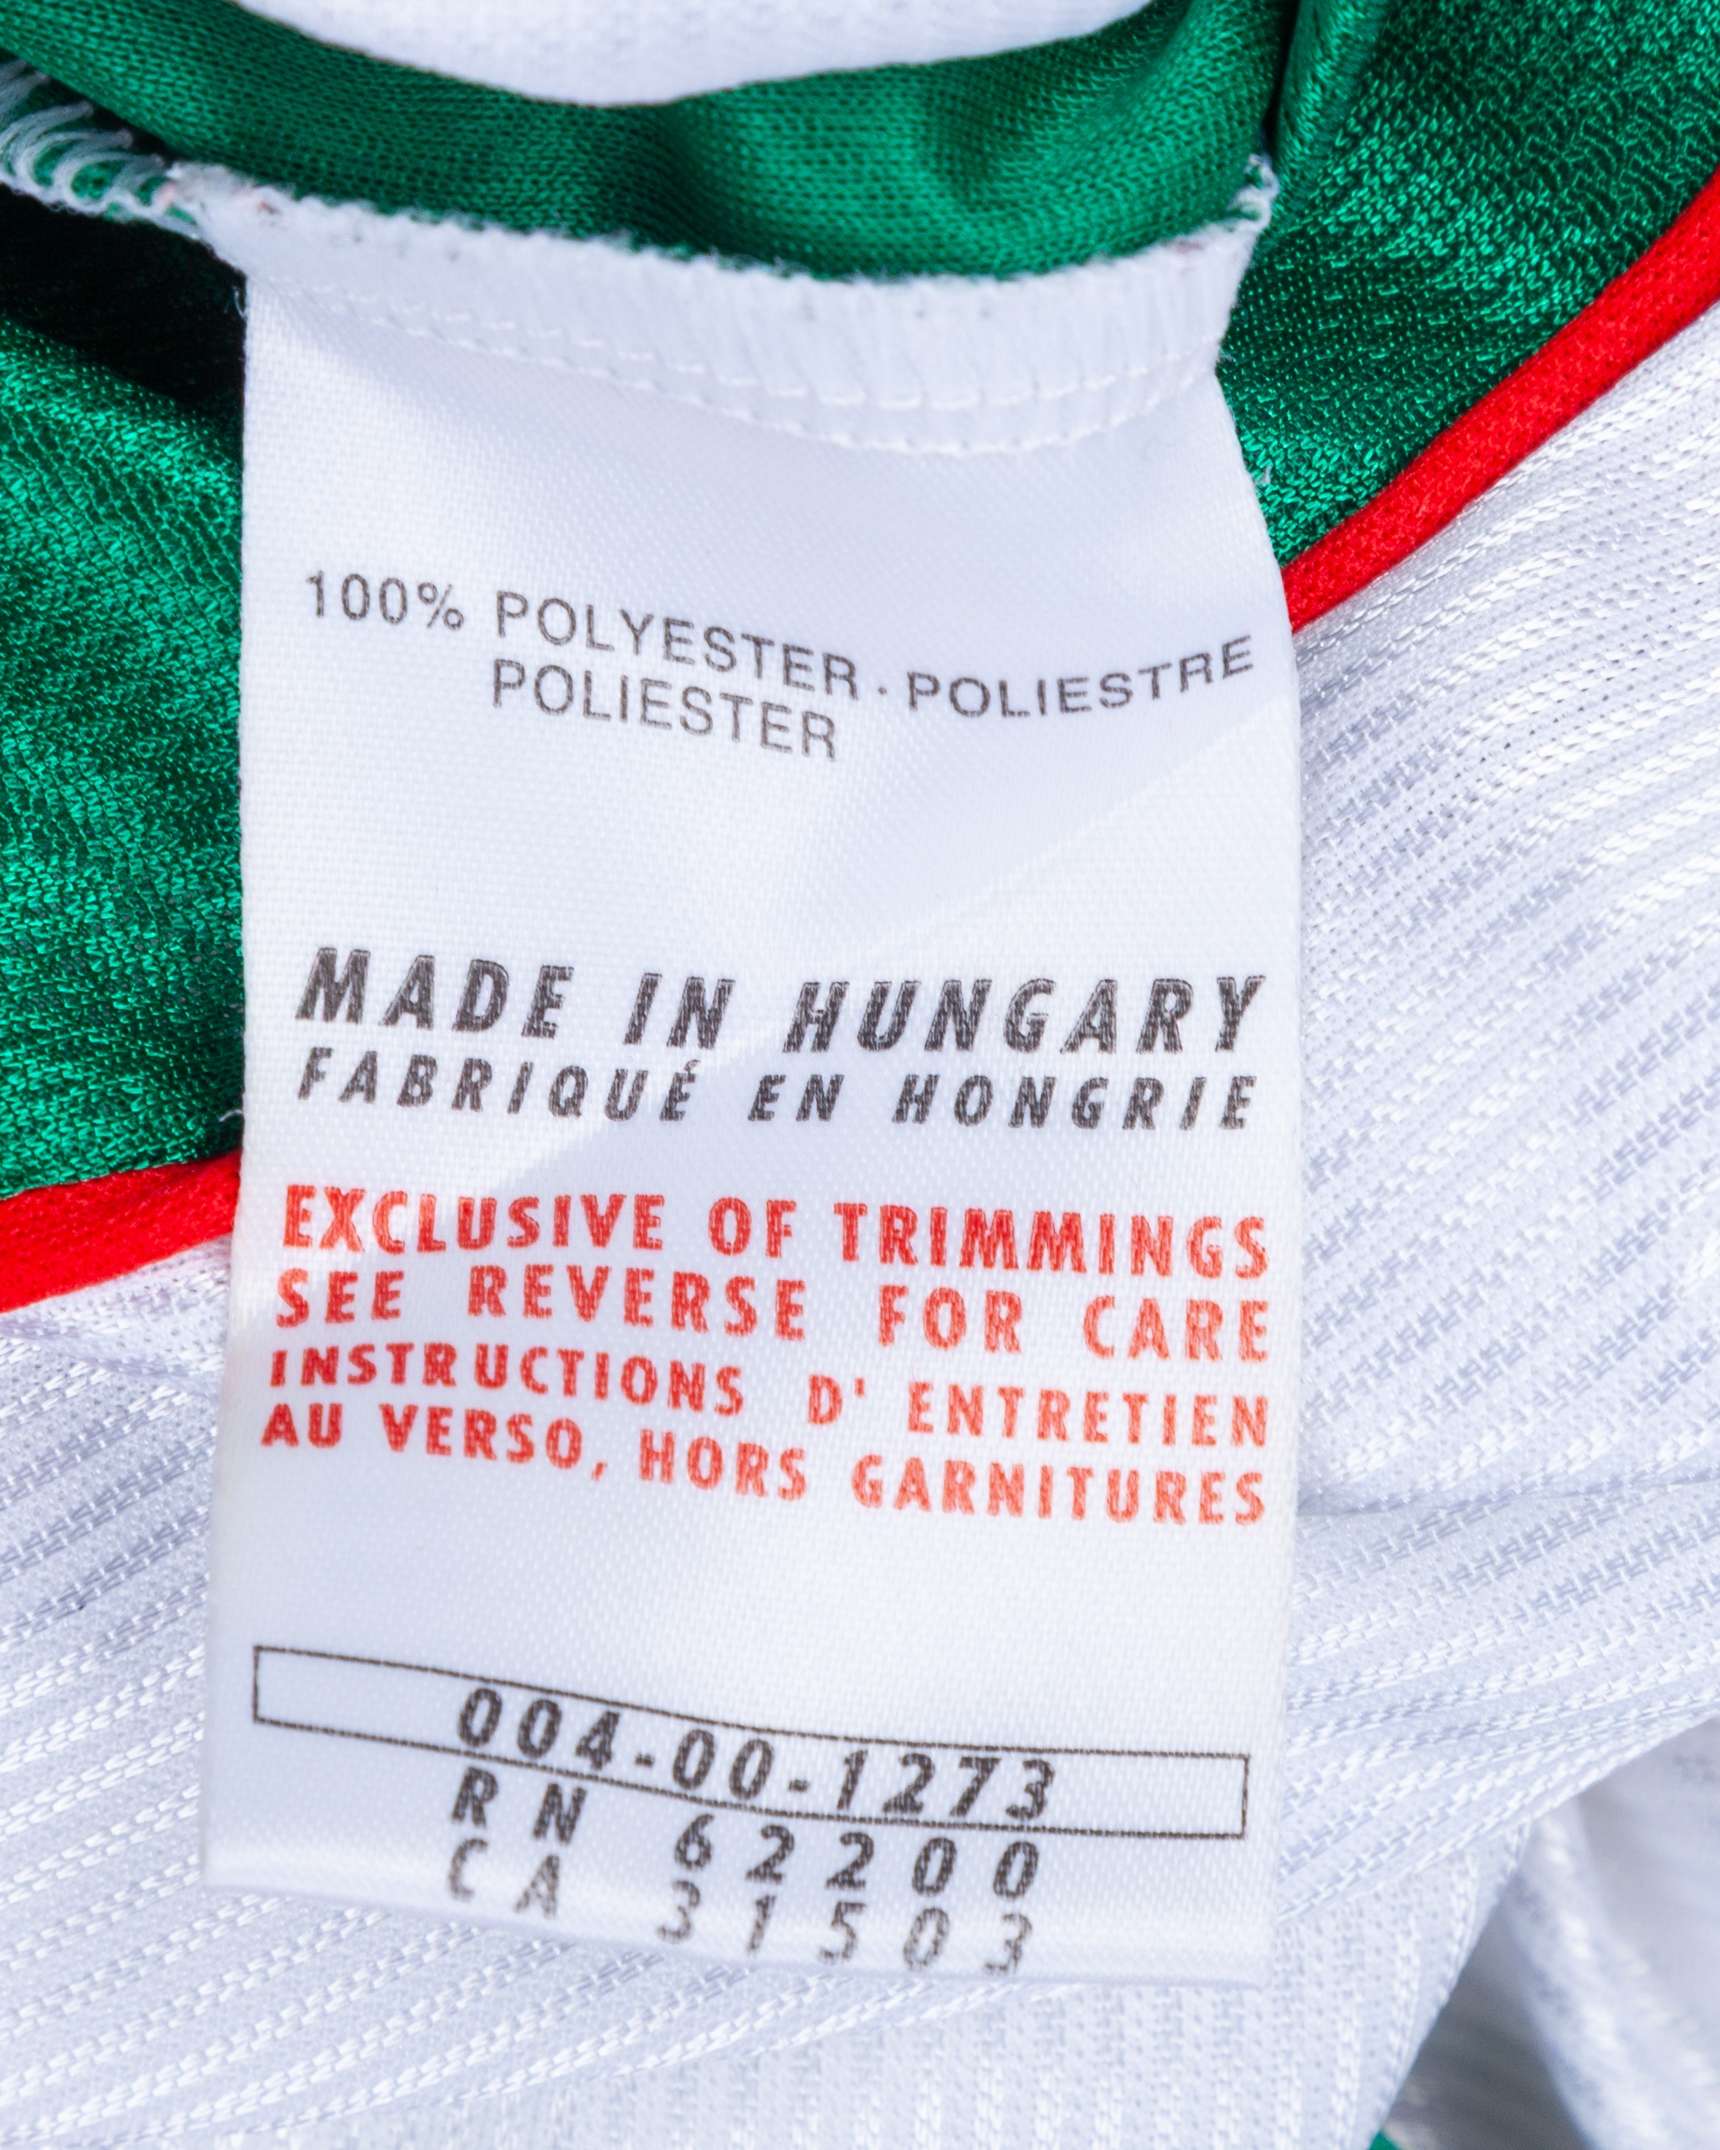 100% POLYESTER · POLIESTRE
POLIESTER
MADE IN HUNGARY
FABRIQUÉ EN HONGRIE
EXCLUSIVE OF TRIMMINGS
SEE REVERSE FOR CARE
INSTRUCTIONS D' ENTRETIEN
AU VERSO, HORS GARNITURES
004-00-1273
RN 62200
CA 31503